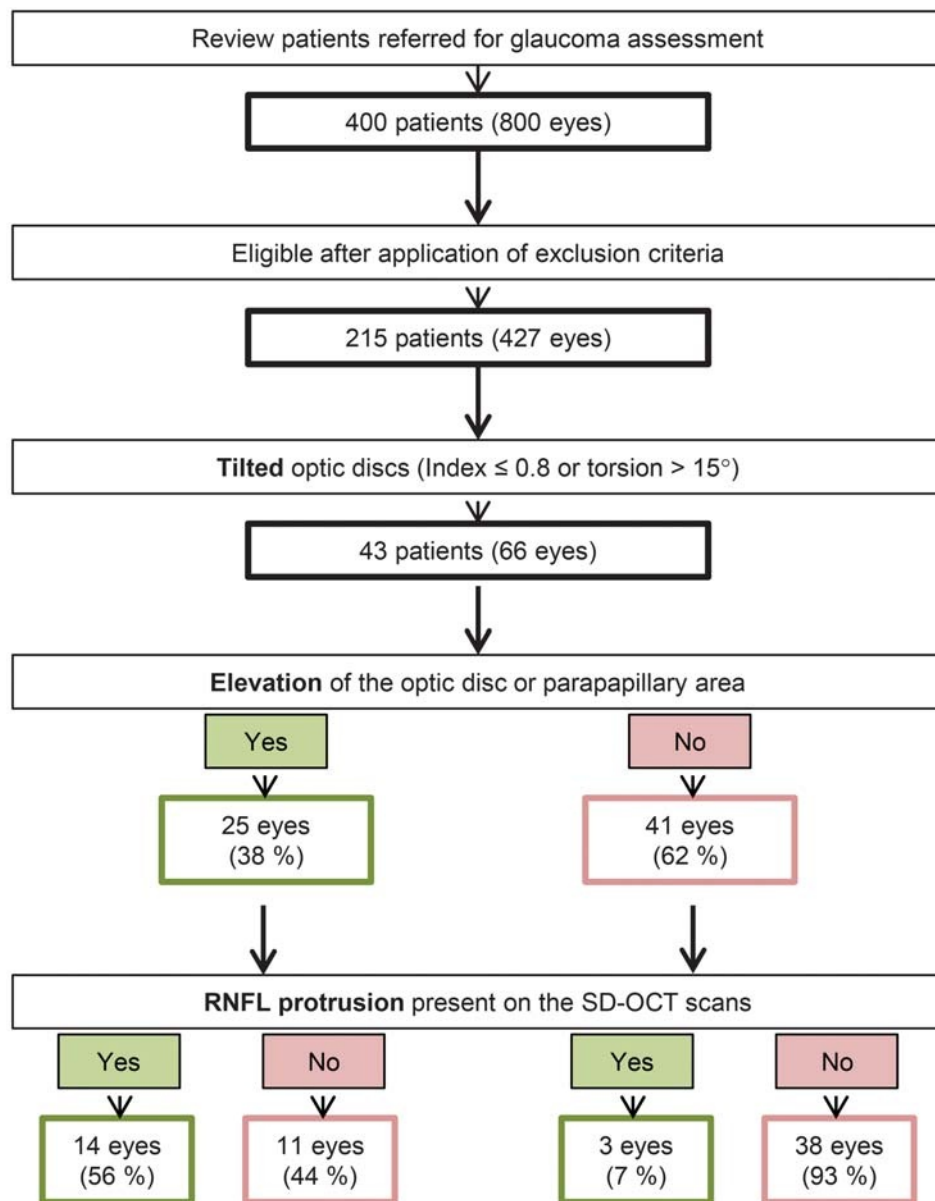 Review patients referred for glaucoma assessment
400 patients (800 eyes)
Eligible after application of exclusion criteria
215 patients (427 eyes)
Tilted optic discs (Index ≤ 0.8 or torsion > 15°)
43 patients (66 eyes)
Elevation of the optic disc or parapapillary area
Yes
No
25 eyes
(38 %)
41 eyes
(62 %)
RNFL protrusion present on the SD-OCT scans
Yes
No
Yes
No
14 eyes
(56 %)
11 eyes
(44 %)
3 eyes
(7 %)
38 eyes
(93 %)